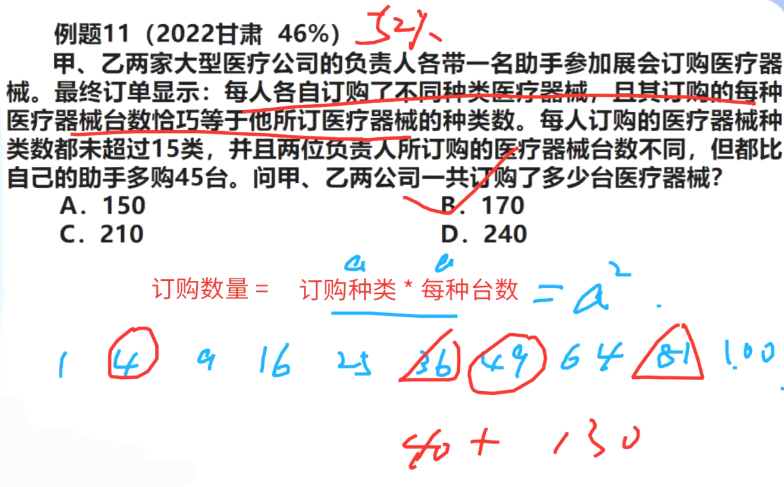 例题11（2022甘肃 46%） 52%
甲、乙两家大型医疗公司的负责人各带一名助手参加展会订购医疗器
械。最终订单显示：每人各自订购了不同种类医疗器械，且其订购的每种
医疗器械台数恰巧等于他所订医疗器械的种类数。每人订购的医疗器械种
类数都未超过15类，并且两位负责人所订购的医疗器械台数不同，但都比
自己的助手多购45台。问甲、乙两公司一共订购了多少台医疗器械？
A．150 B．170
C．210 D．240
a a
订购数量 = 订购种类 * 每种台数 = a²
1 4 9 16 25 36 49 64 81 100
40 + 130